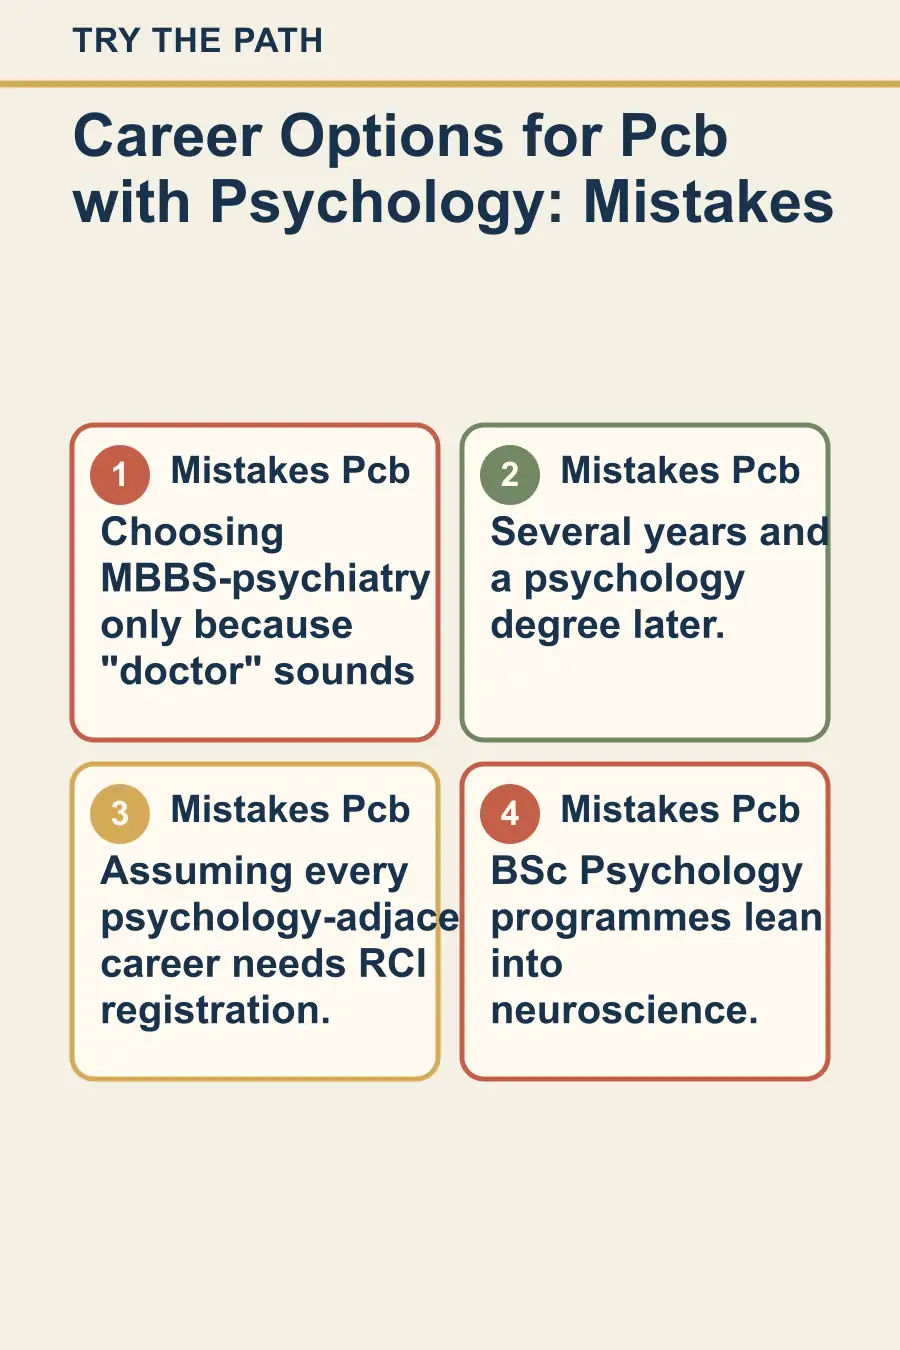 TRY THE PATH
Career Options for Pcb
with Psychology: Mistakes
1 Mistakes Pcb
Choosing
MBBS-psychiatry
only because
"doctor" sounds
2 Mistakes Pcb
Several years and
a psychology
degree later.
3 Mistakes Pcb
Assuming every
psychology-adjace
career needs RCI
registration.
4 Mistakes Pcb
BSc Psychology
programmes lean
into
neuroscience.